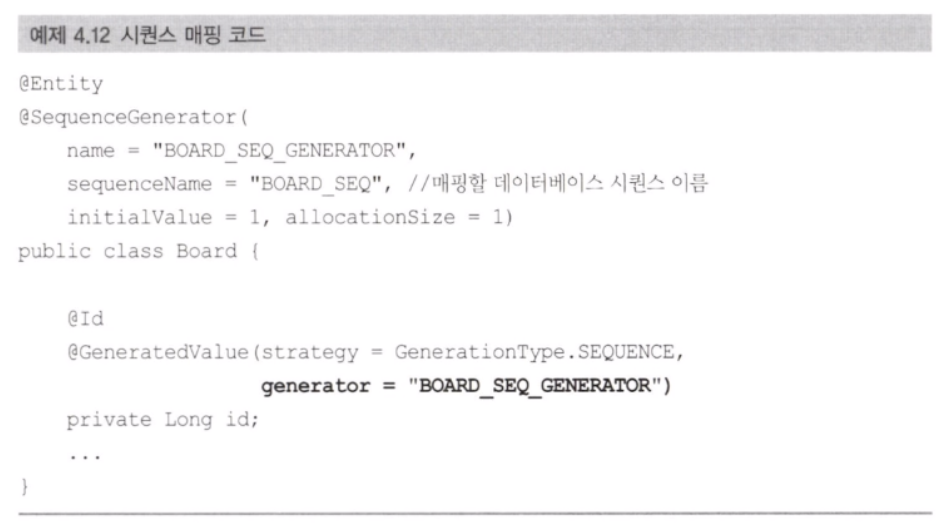 예제 4.12 시퀀스 매핑 코드
@Entity
@SequenceGenerator(
    name = "BOARD_SEQ_GENERATOR",
    sequenceName = "BOARD_SEQ", //매핑할 데이터베이스 시퀀스 이름
    initialValue = 1, allocationSize = 1)
public class Board {
    @Id
    @GeneratedValue(strategy = GenerationType.SEQUENCE,
                    generator = "BOARD_SEQ_GENERATOR")
    private Long id;
    ...
}